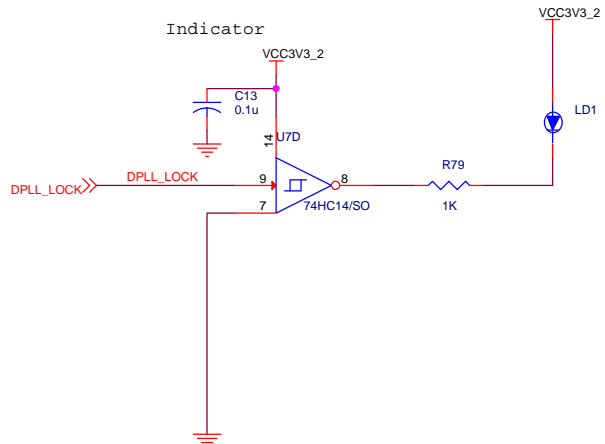 VCC3V3_2
Indicator
VCC3V3_2
C13
0.1u
LD1
14
U7D
R79
DPLL_LOCK
DPLL_LOCK
9
8
7
74HC14/SO
1K